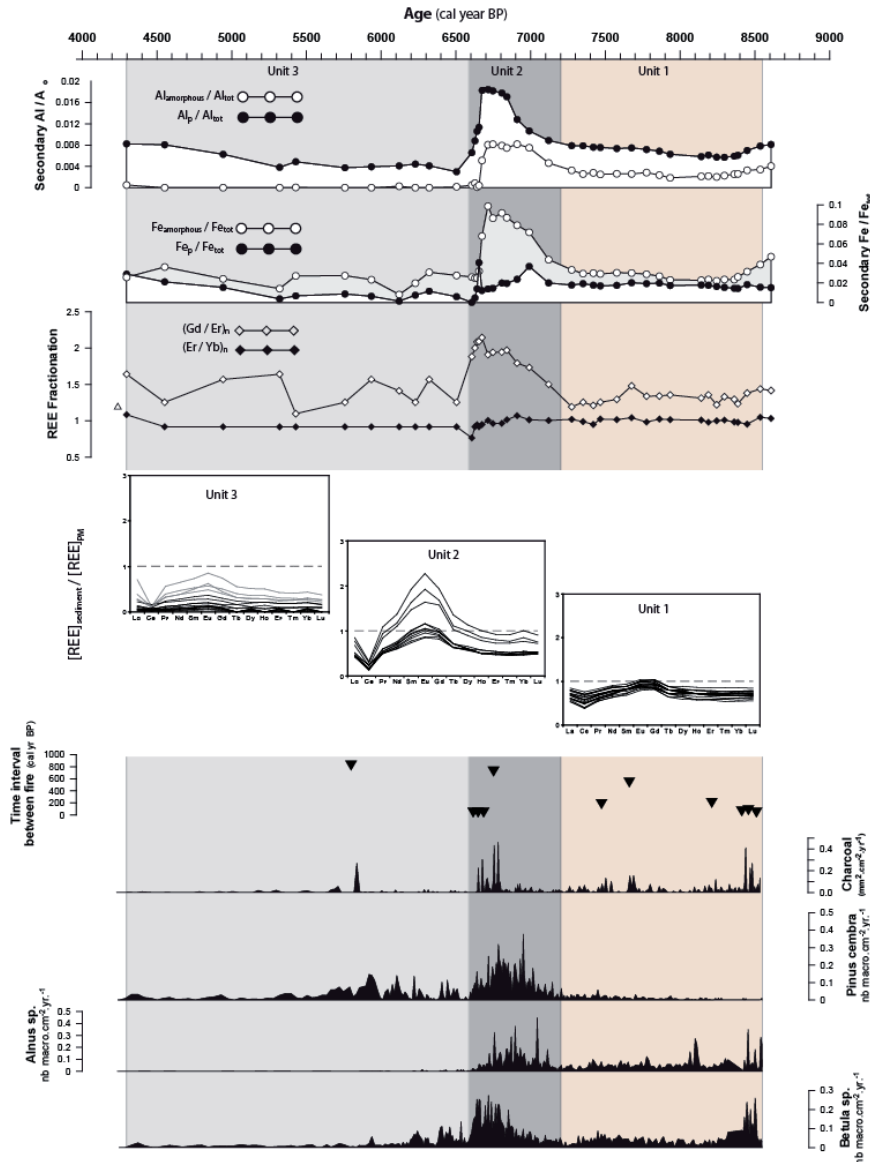 Age (cal year BP)
4000 4500 5000 5500 6000 6500 7000 7500 8000 8500 9000
Unit 3 Unit 2 Unit 1
Secondary Al / A
0.02
0.016
0.012
0.008
0.004
0
Alamorphous / Altot
Alp / Altot
Feamorphous / Fetot
Fep / Fetot
0.1
0.08
0.06
0.04
0.02
0
Secondary Fe / Fetot
REE Fractionation
2.5
2
1.5
1
0.5
(Gd / Er)n
(Er / Yb)n
[REE]sediment / [REE]PM
Unit 3
3
2
1
0
La Ce Pr Nd Sm Eu Gd Tb Dy Ho Er Tm Yb Lu
Unit 2
3
2
1
0
La Ce Pr Nd Sm Eu Gd Tb Dy Ho Er Tm Yb Lu
Unit 1
3
2
1
0
La Ce Pr Nd Sm Eu Gd Tb Dy Ho Er Tm Yb Lu
Time interval
between fire (cal yr BP)
1000
800
600
400
200
0
0.4
0.2
0.0
Charcoal
(mm².cm-².yr-¹)
0.5
0.4
0.3
0.2
0.1
0
Pinus cembra
nb macro.cm-².yr.-¹
Alnus sp.
nb macro.cm-².yr.-¹
0.5
0.4
0.3
0.2
0.1
0
0.3
0.2
0.1
0
Betula sp.
nb macro.cm-².yr.-¹